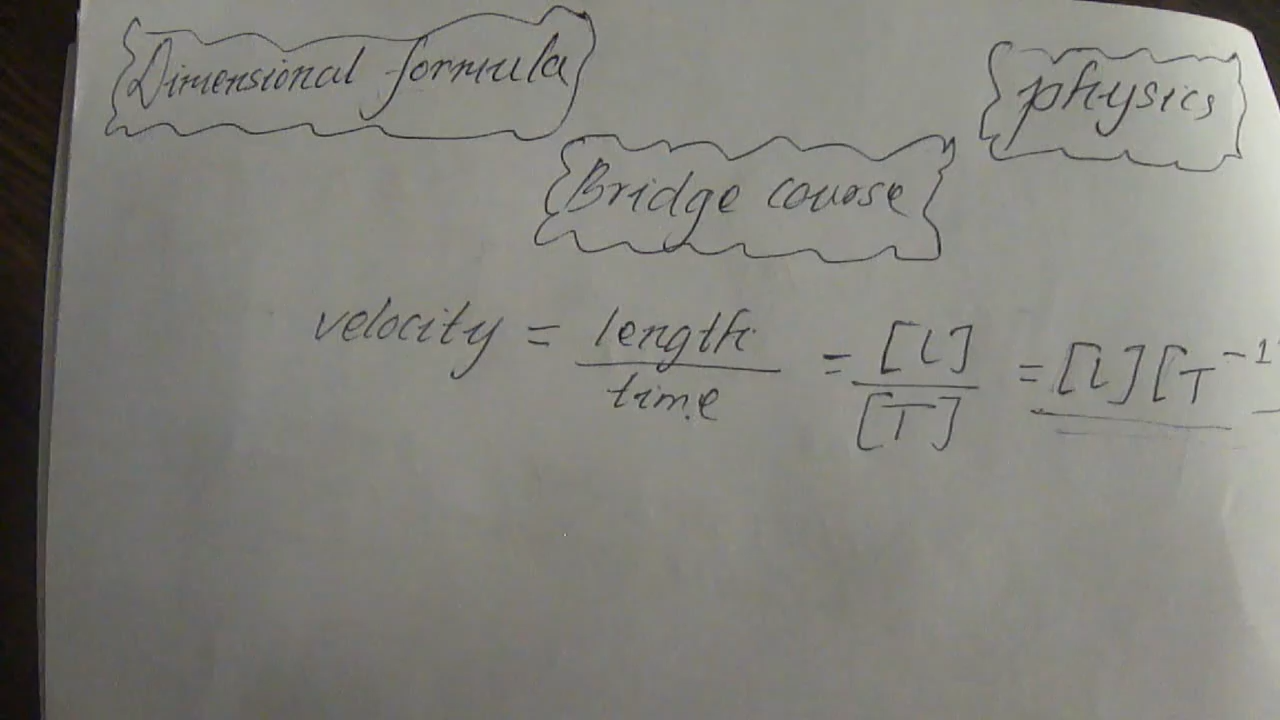 Dimensional formula
physics
Bridge course
velocity = length / time = [L] / [T] = [L][T⁻¹